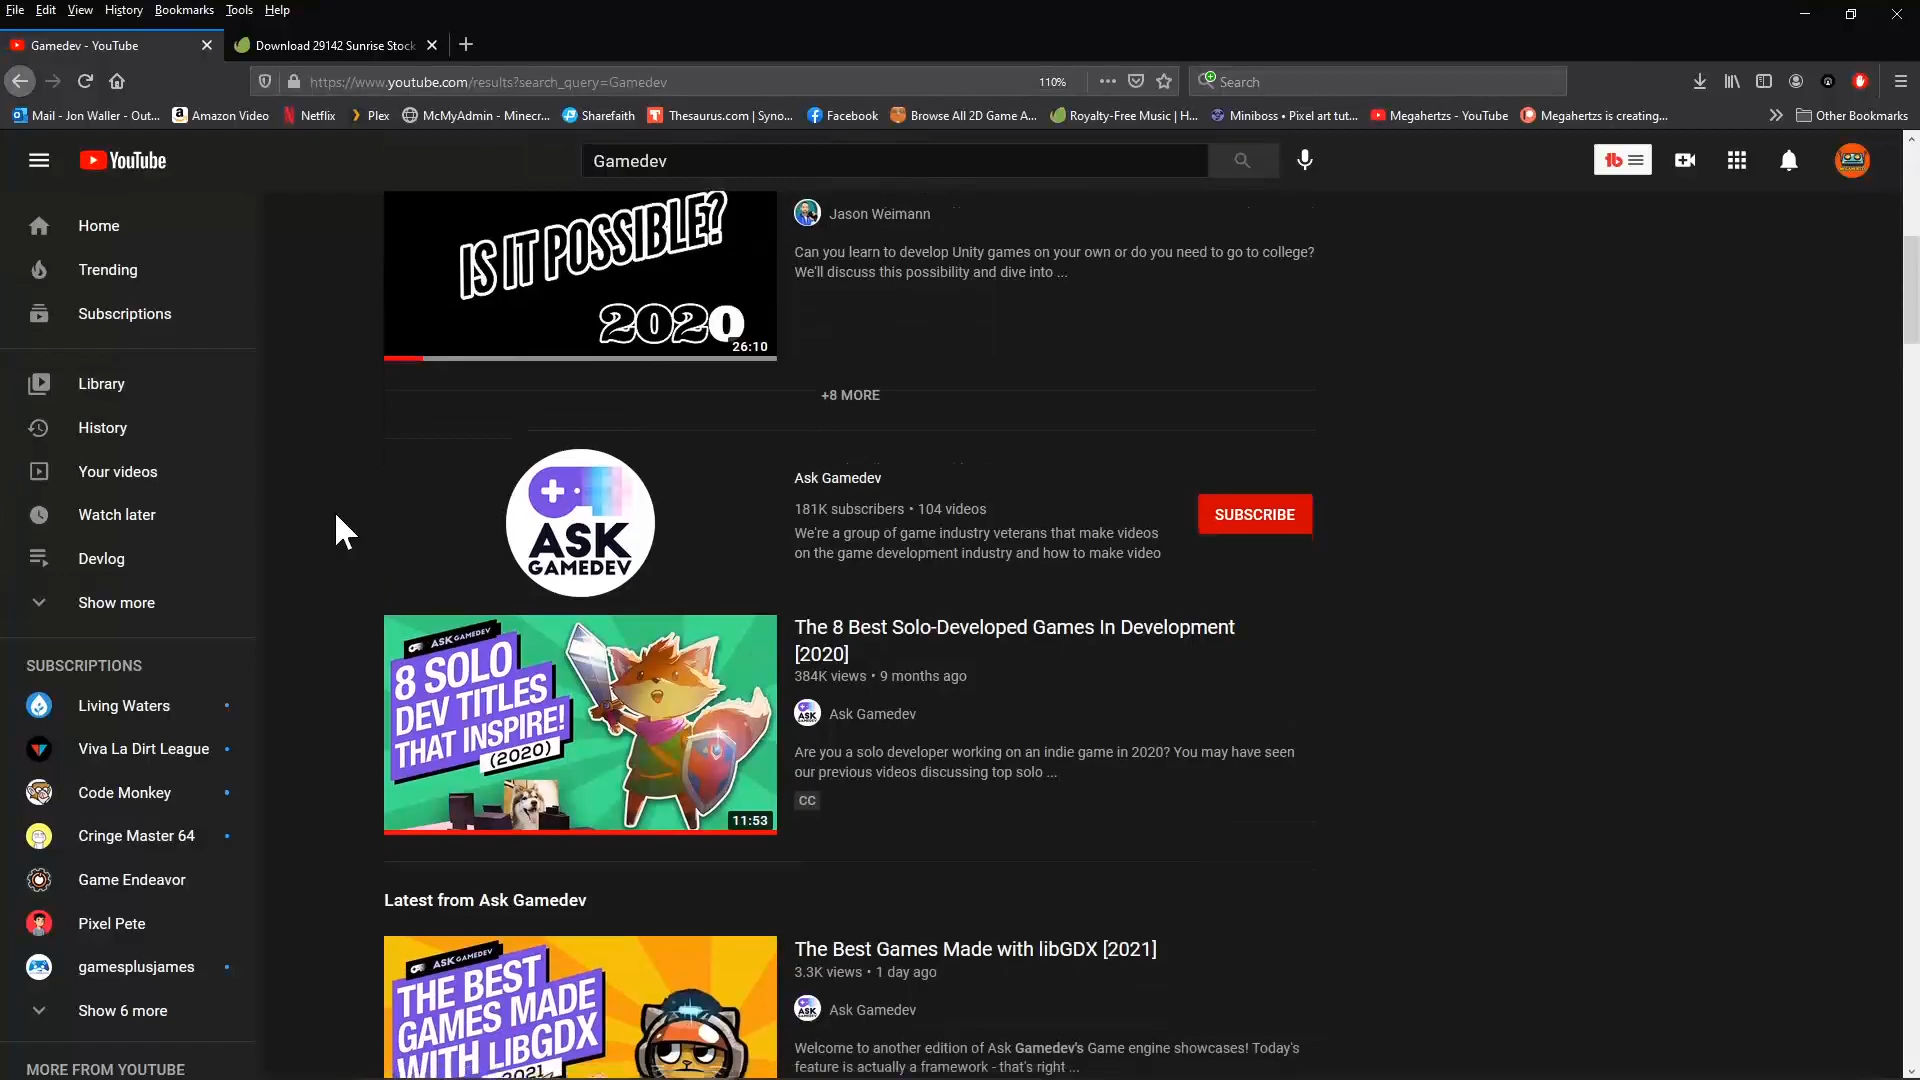 File Edit View History Bookmarks Tools Help
Gamedev - YouTube
Download 29142 Sunrise Stock
https://www.youtube.com/results?search_query=Gamedev
110%
Search
Mail - Jon Waller - Out...
Amazon Video
Netflix
Plex
McMyAdmin - Minecr...
Sharefaith
Thesaurus.com | Syno...
Facebook
Browse All 2D Game A...
Royalty-Free Music | H...
Miniboss • Pixel art tut...
Megahertzs - YouTube
Megahertzs is creating...
Other Bookmarks
YouTube
Gamedev
tb
Home
Trending
Subscriptions
Library
History
Your videos
Watch later
Devlog
Show more
SUBSCRIPTIONS
Living Waters
Viva La Dirt League
Code Monkey
Cringe Master 64
Game Endeavor
Pixel Pete
gamesplusjames
Show 6 more
MORE FROM YOUTUBE
IS IT POSSIBLE?
2020
26:10
Jason Weimann
Can you learn to develop Unity games on your own or do you need to go to college?
We'll discuss this possibility and dive into ...
+8 MORE
ASK
GAMEDEV
Ask Gamedev
181K subscribers • 104 videos
We're a group of game industry veterans that make videos
on the game development industry and how to make video
SUBSCRIBE
ASK GAMEDEV
8 SOLO
DEV TITLES
THAT INSPIRE!
(2020)
11:53
The 8 Best Solo-Developed Games In Development
[2020]
384K views • 9 months ago
ASK
Ask Gamedev
Are you a solo developer working on an indie game in 2020? You may have seen
our previous videos discussing top solo ...
CC
Latest from Ask Gamedev
ASK GAMEDEV
THE BEST
GAMES MADE
WITH LIBGDX
2021
The Best Games Made with libGDX [2021]
3.3K views • 1 day ago
ASK
Ask Gamedev
Welcome to another edition of Ask Gamedev's Game engine showcases! Today's
feature is actually a framework - that's right ...